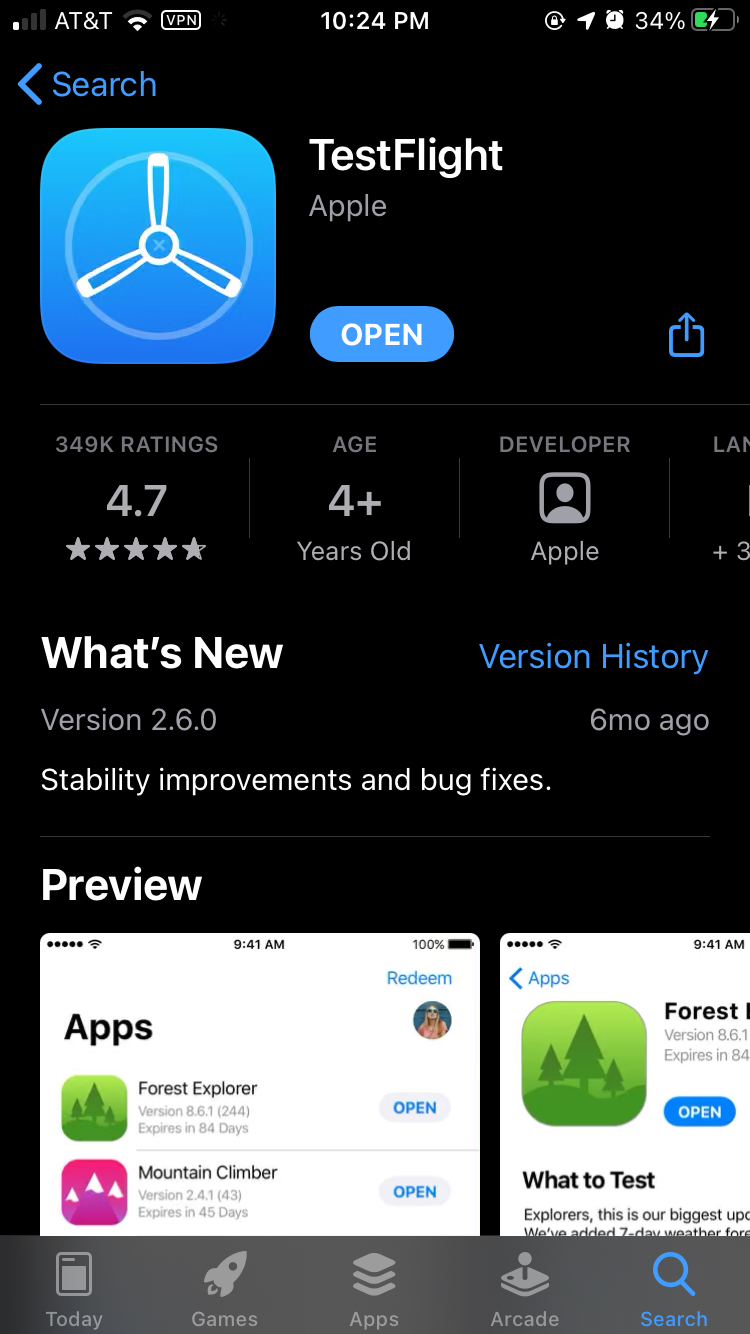 AT&T VPN 10:24 PM 34%
Search
TestFlight
Apple
OPEN
349K RATINGS AGE DEVELOPER
4.7 4+
Years Old Apple + 3
What's New Version History
Version 2.6.0 6mo ago
Stability improvements and bug fixes.
Preview
9:41 AM 100% 9:41 AM
Redeem Apps
Apps
Forest Explorer
Version 8.6.1 (244)
Expires in 84 Days
OPEN
Mountain Climber
Version 2.4.1 (43)
Expires in 45 Days
OPEN
Forest
Version 8.6.1
Expires in 84
OPEN
What to Test
Explorers, this is our biggest
We've added 7-day weather
Today Games Apps Arcade Search